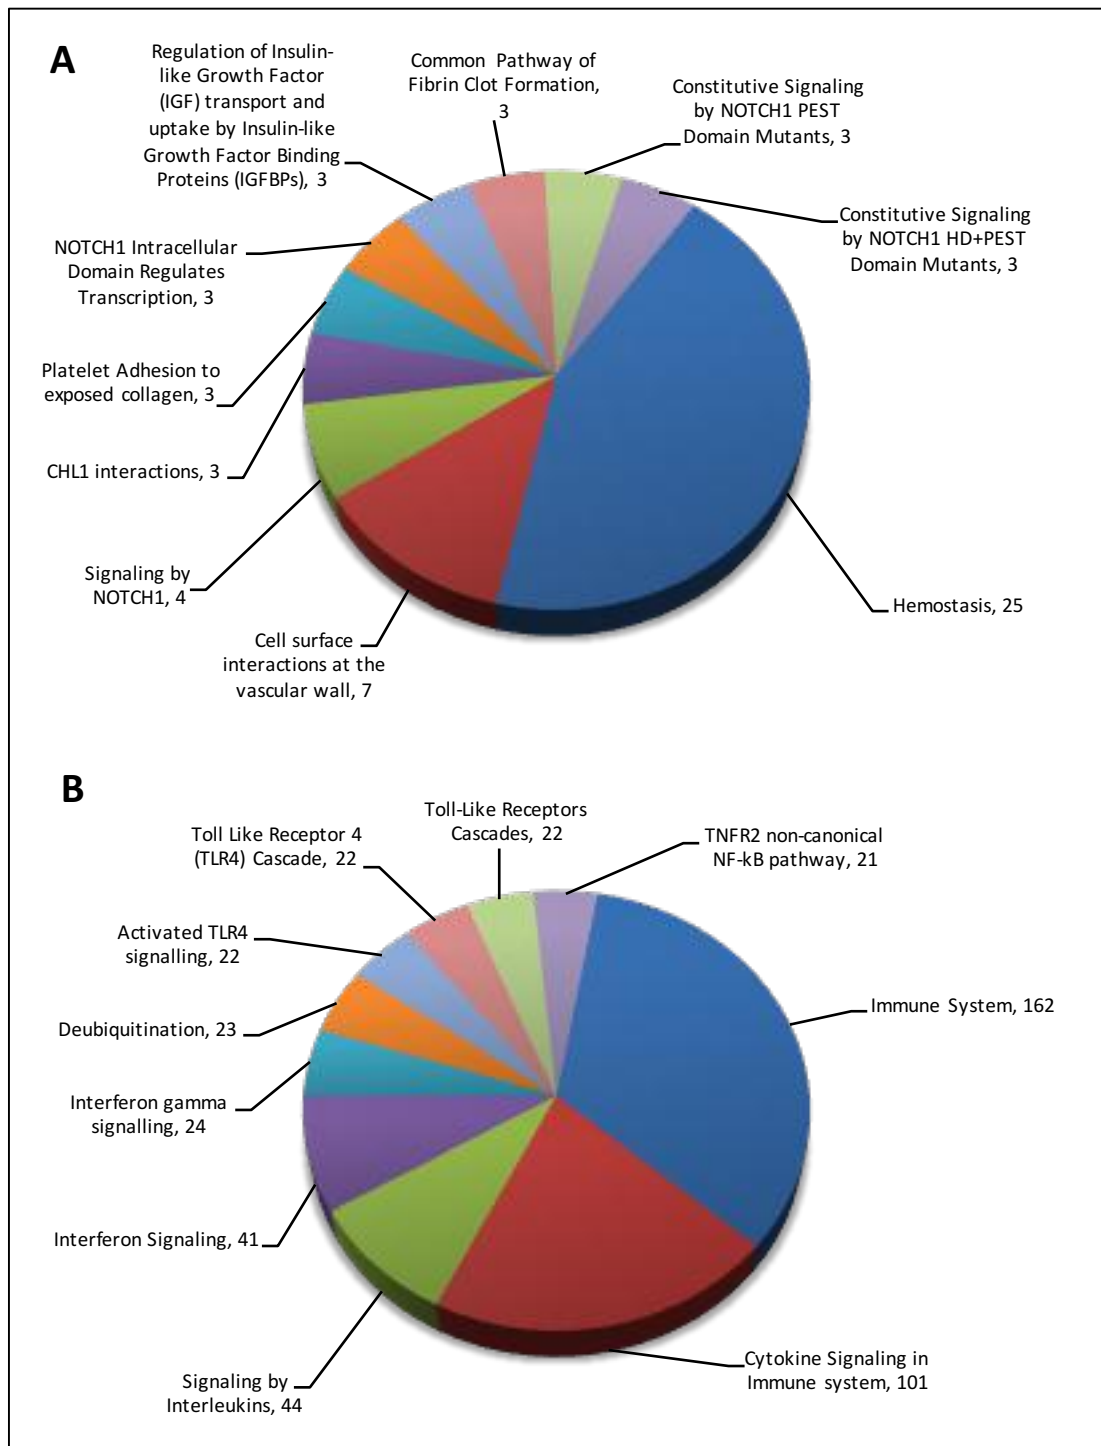 A
Regulation of Insulin-
like Growth Factor
(IGF) transport and
uptake by Insulin-like
Growth Factor Binding
Proteins (IGFBPs), 3
Common Pathway of
Fibrin Clot Formation,
3
Constitutive Signaling
by NOTCH1 PEST
Domain Mutants, 3
Constitutive Signaling
by NOTCH1 HD+PEST
Domain Mutants, 3
NOTCH1 Intracellular
Domain Regulates
Transcription, 3
Platelet Adhesion to
exposed collagen, 3
CHL1 interactions, 3
Signaling by
NOTCH1, 4
Cell surface
interactions at the
vascular wall, 7
Hemostasis, 25
B
Toll Like Receptor 4
(TLR4) Cascade, 22
Toll-Like Receptors
Cascades, 22
TNFR2 non-canonical
NF-kB pathway, 21
Activated TLR4
signalling, 22
Immune System, 162
Deubiquitination, 23
Interferon gamma
signalling, 24
Interferon Signaling, 41
Signaling by
Interleukins, 44
Cytokine Signaling in
Immune system, 101